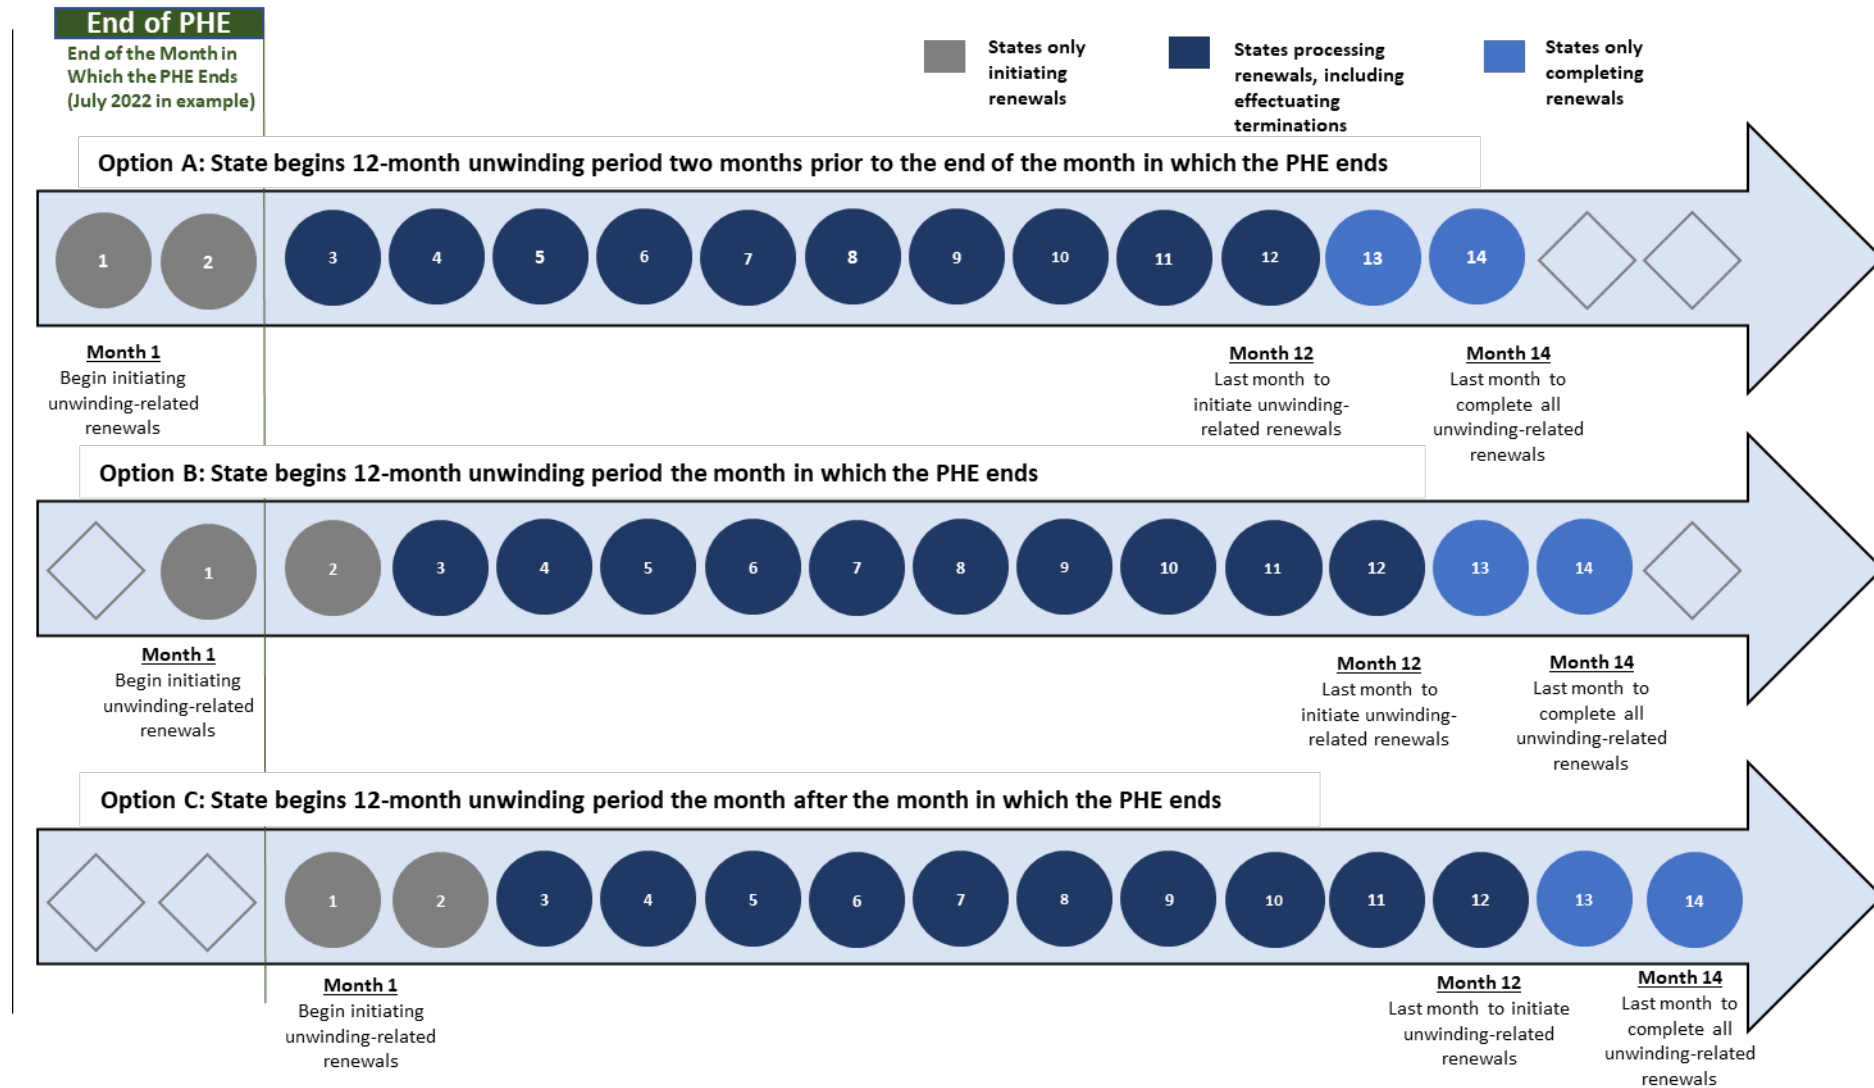 End of PHE
End of the Month in
Which the PHE Ends
(July 2022 in example)
States only
initiating
renewals
States processing
renewals, including
effectuating
terminations
States only
completing
renewals
Option A: State begins 12-month unwinding period two months prior to the end of the month in which the PHE ends
1 2 3 4 5 6 7 8 9 10 11 12 13 14
Month 1
Begin initiating
unwinding-related
renewals
Month 12
Last month to
initiate unwinding-
related renewals
Month 14
Last month to
complete all
unwinding-related
renewals
Option B: State begins 12-month unwinding period the month in which the PHE ends
1 2 3 4 5 6 7 8 9 10 11 12 13 14
Month 1
Begin initiating
unwinding-related
renewals
Month 12
Last month to
initiate unwinding-
related renewals
Month 14
Last month to
complete all
unwinding-related
renewals
Option C: State begins 12-month unwinding period the month after the month in which the PHE ends
1 2 3 4 5 6 7 8 9 10 11 12 13 14
Month 1
Begin initiating
unwinding-related
renewals
Month 12
Last month to initiate
unwinding-related
renewals
Month 14
Last month to
complete all
unwinding-related
renewals